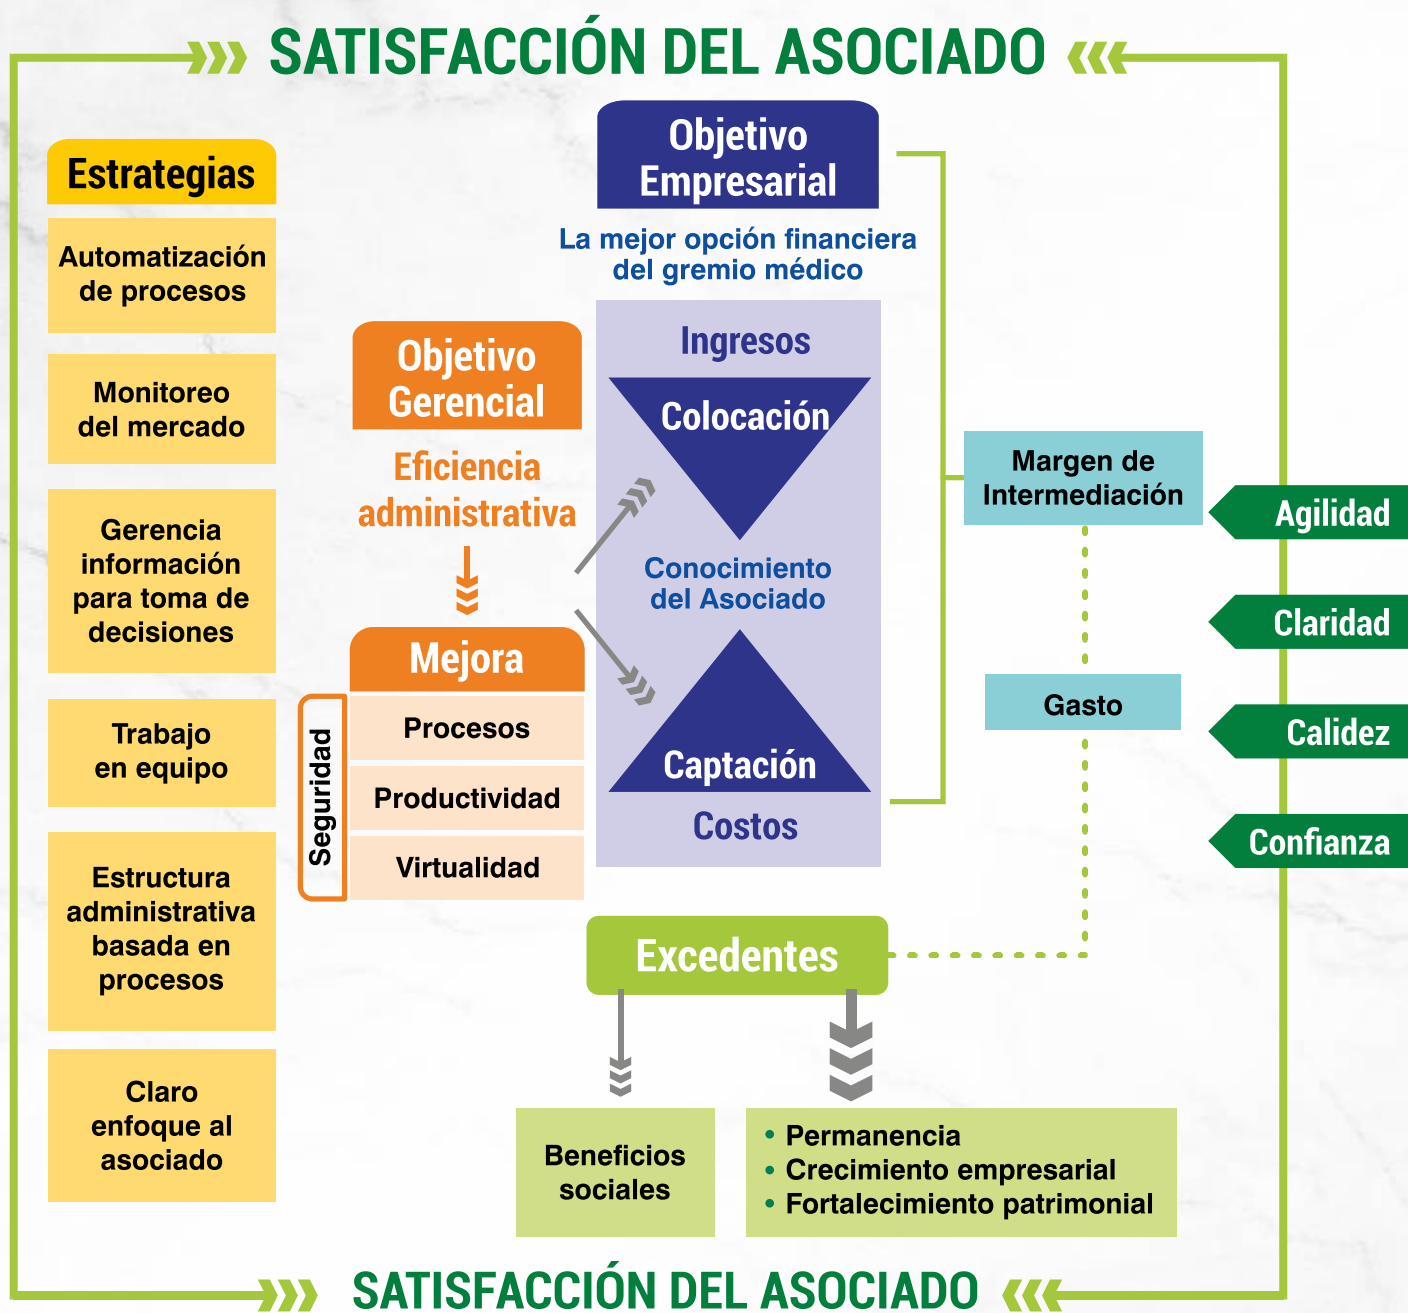 SATISFACCIÓN DEL ASOCIADO
Estrategias
Automatización
de procesos
Monitoreo
del mercado
Gerencia
información
para toma de
decisiones
Trabajo
en equipo
Estructura
administrativa
basada en
procesos
Claro
enfoque al
asociado
Objetivo
Gerencial
Eficiencia
administrativa
Mejora
Seguridad
Procesos
Productividad
Virtualidad
Objetivo
Empresarial
La mejor opción financiera
del gremio médico
Ingresos
Colocación
Conocimiento
del Asociado
Captación
Costos
Margen de
Intermediación
Gasto
Agilidad
Claridad
Calidez
Confianza
Excedentes
Beneficios
sociales
• Permanencia
• Crecimiento empresarial
• Fortalecimiento patrimonial
SATISFACCIÓN DEL ASOCIADO